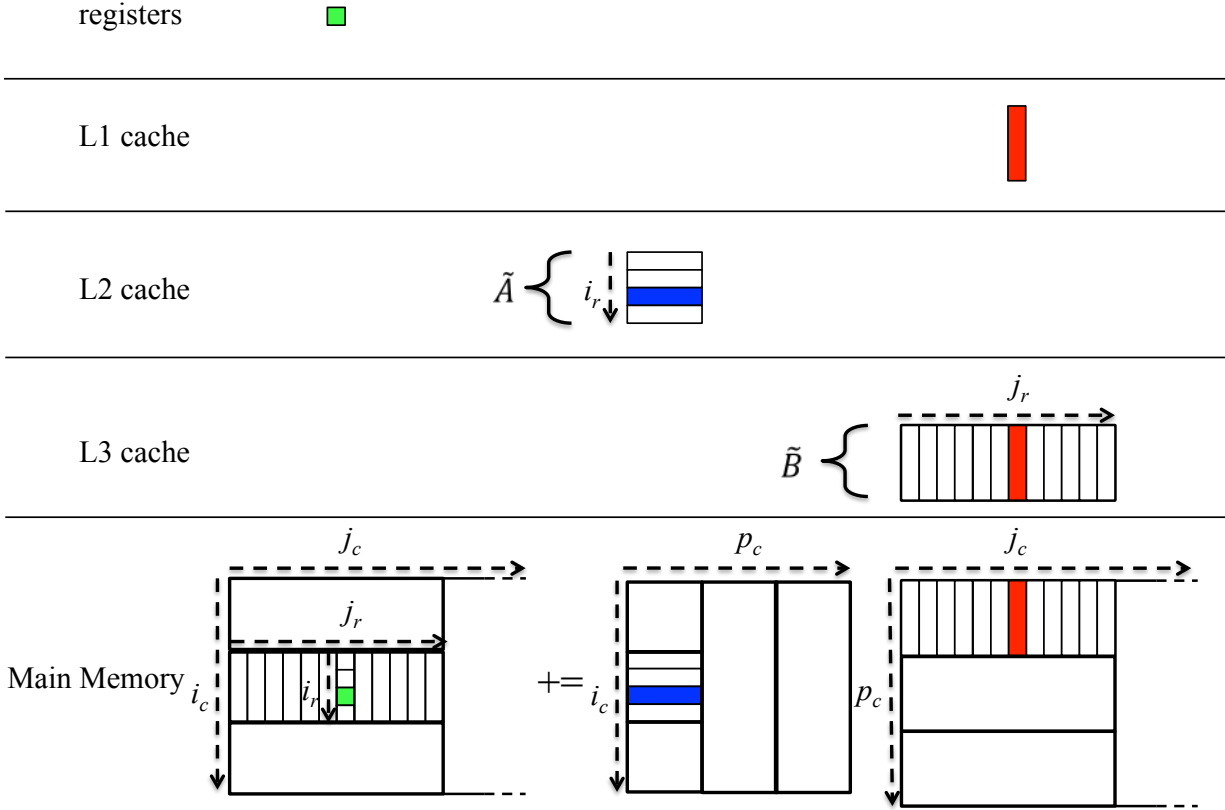 registers
L1 cache
L2 cache
Ã
i_r
L3 cache
j_r
B̃
j_c
p_c
j_c
j_r
Main Memory
i_c
i_r
+=
i_c
p_c